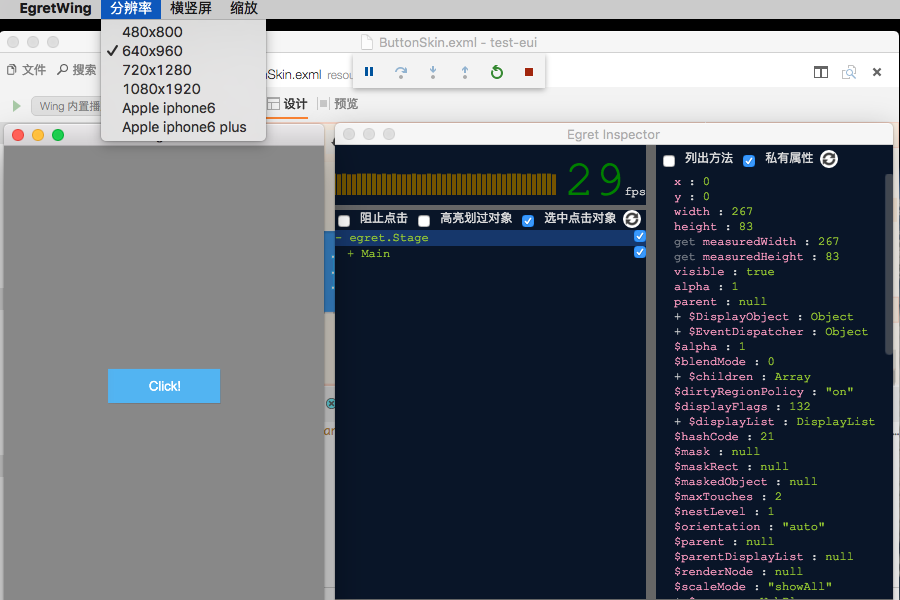 EgretWing 分辨率 横竖屏 缩放
480x800
✓ 640x960
720x1280
1080x1920
Apple iphone6
Apple iphone6 plus
ButtonSkin.exml - test-eui
文件 搜索
Skin.exml
Wing 内置播
设计 预览
Click!
Egret Inspector
29 fps
阻止点击 高亮划过对象 选中点击对象
- egret.Stage
+ Main
列出方法 私有属性
x : 0
y : 0
width : 267
height : 83
get measuredWidth : 267
get measuredHeight : 83
visible : true
alpha : 1
parent : null
+ $DisplayObject : Object
+ $EventDispatcher : Object
$alpha : 1
$blendMode : 0
+ $children : Array
$dirtyRegionPolicy : "on"
$displayFlags : 132
+ $displayList : DisplayList
$hashCode : 21
$mask : null
$maskRect : null
$maskedObject : null
$maxTouches : 2
$nestLevel : 1
$orientation : "auto"
$parent : null
$parentDisplayList : null
$renderNode : null
$scaleMode : "showAll"